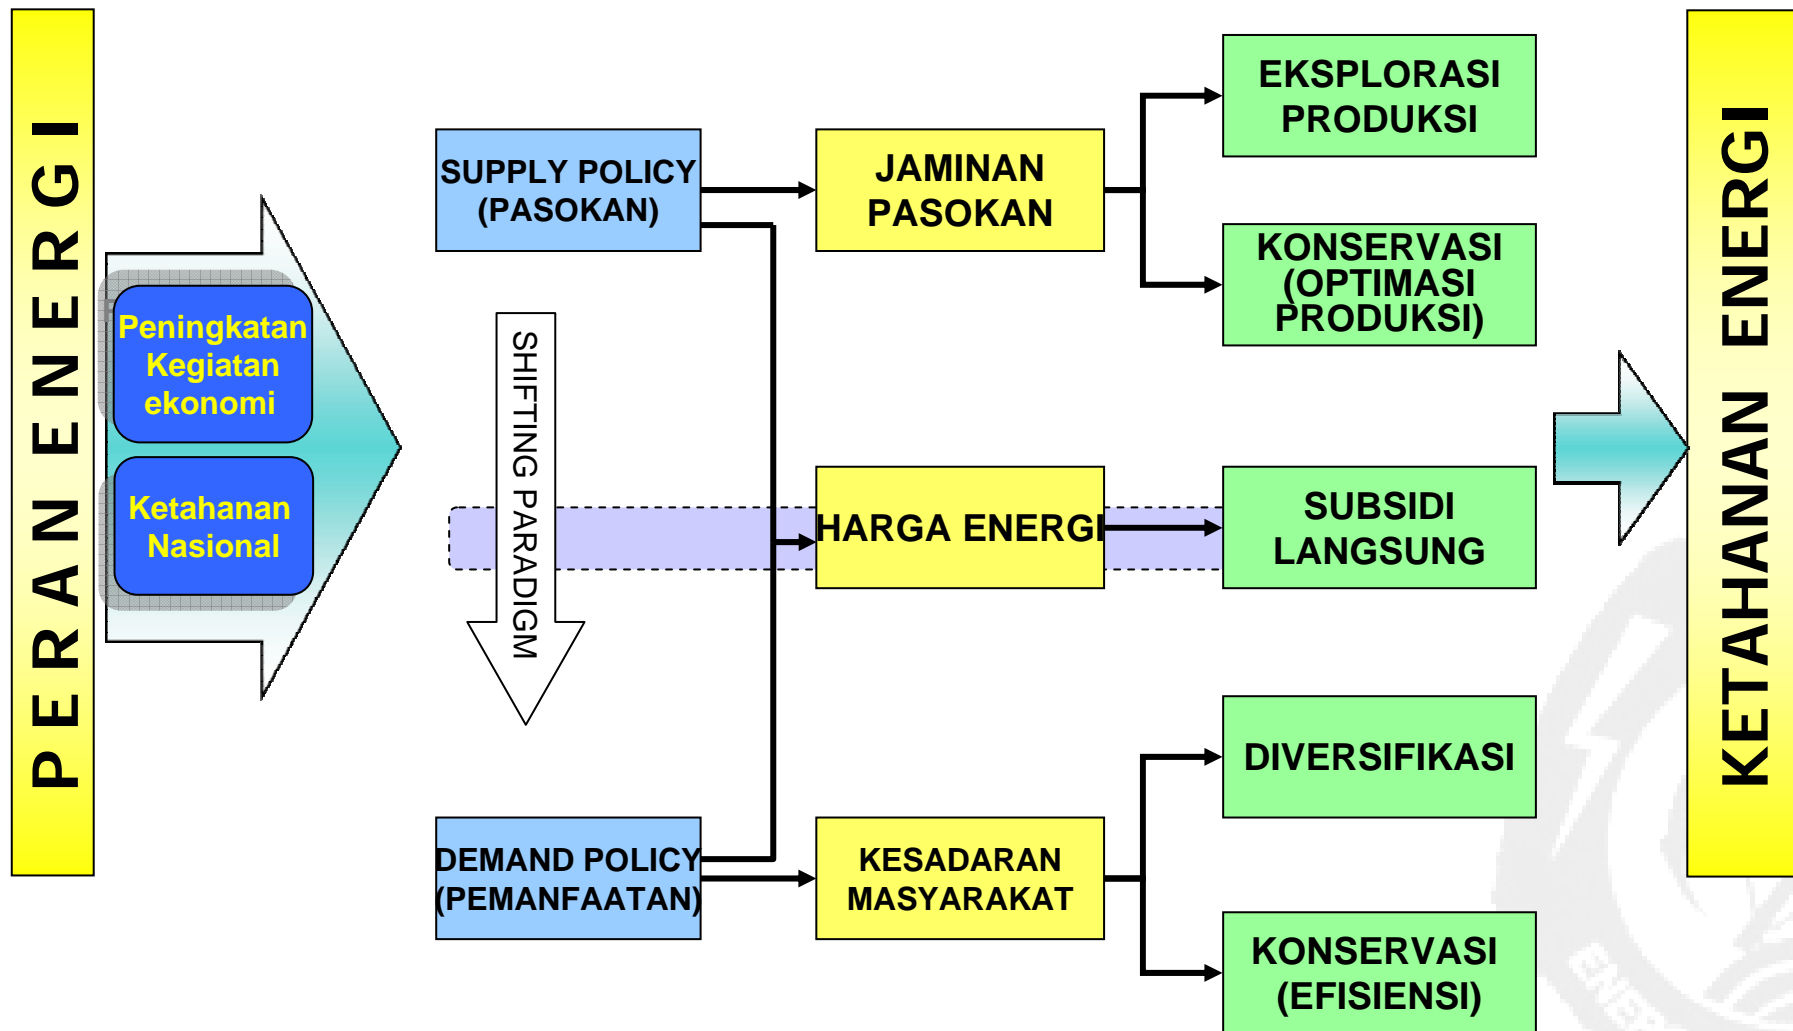 PERAN ENERGI
Peningkatan
Kegiatan
ekonomi
Ketahanan
Nasional
SUPPLY POLICY
(PASOKAN)
SHIFTING PARADIGM
DEMAND POLICY
(PEMANFAATAN)
JAMINAN
PASOKAN
HARGA ENERGI
KESADARAN
MASYARAKAT
EKSPLORASI
PRODUKSI
KONSERVASI
(OPTIMASI
PRODUKSI)
SUBSIDI
LANGSUNG
DIVERSIFIKASI
KONSERVASI
(EFISIENSI)
KETAHANAN ENERGI